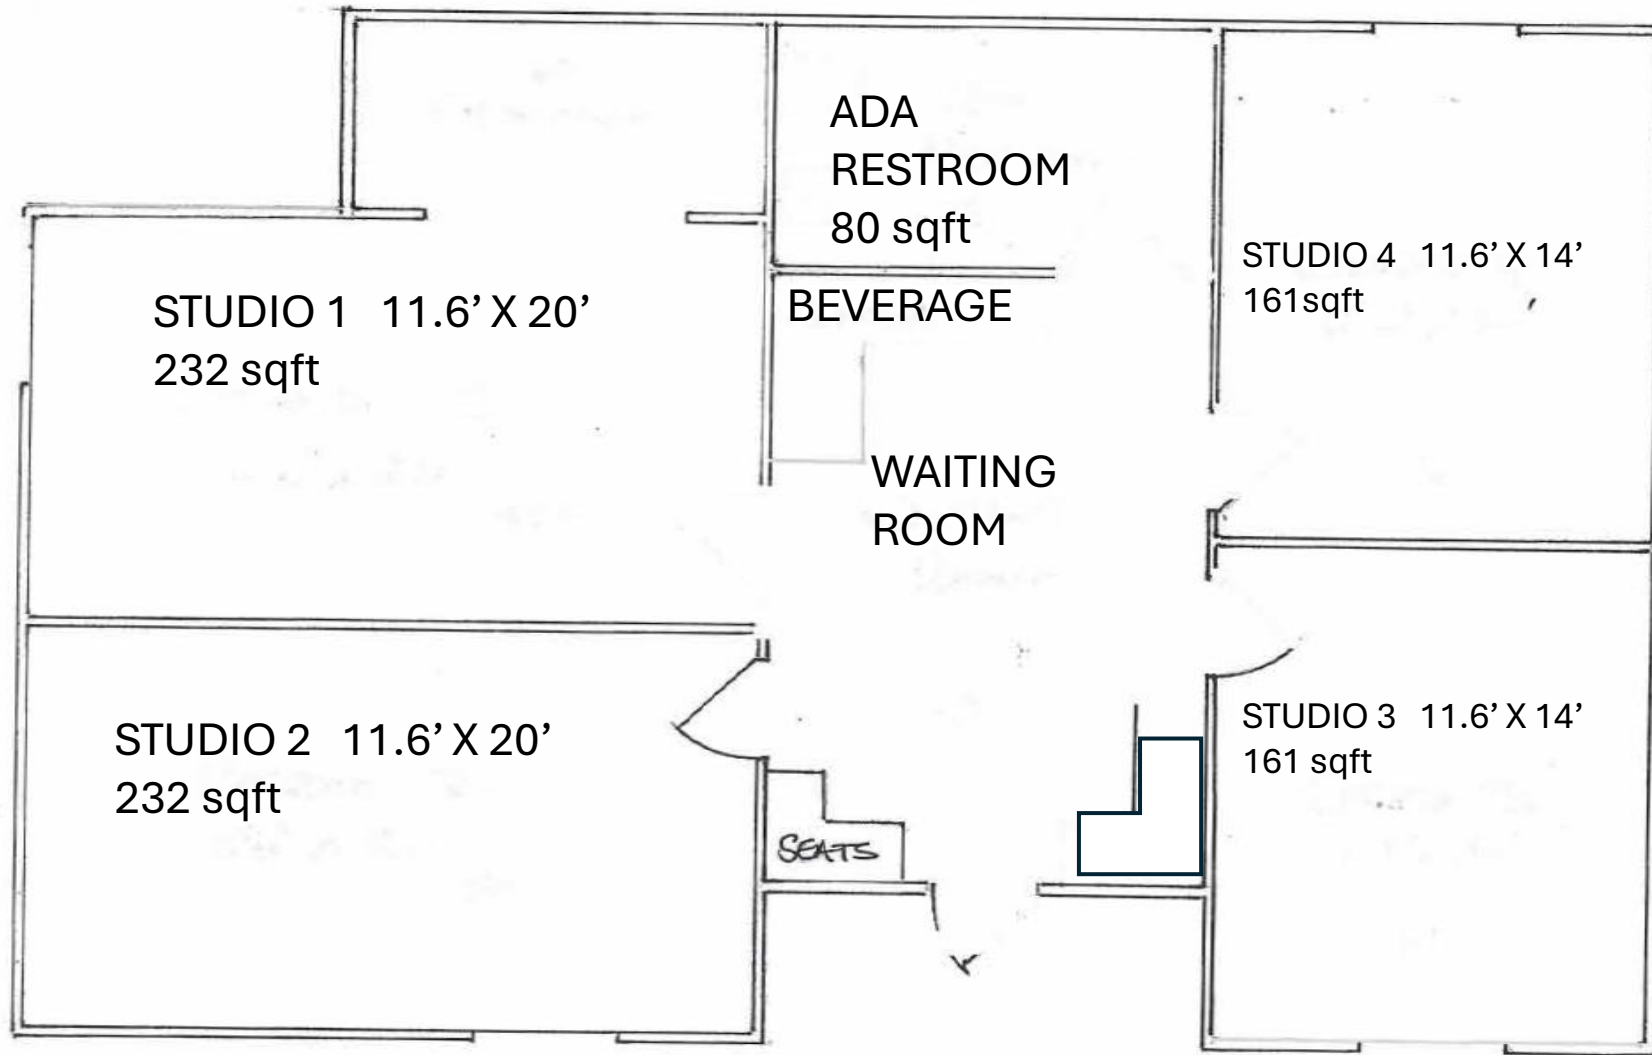 ADA
RESTROOM
80 sqft
STUDIO 4 11.6’ X 14’
161sqft
STUDIO 1 11.6’ X 20’
232 sqft
BEVERAGE
WAITING
ROOM
STUDIO 2 11.6’ X 20’
232 sqft
STUDIO 3 11.6’ X 14’
161 sqft
SEATS